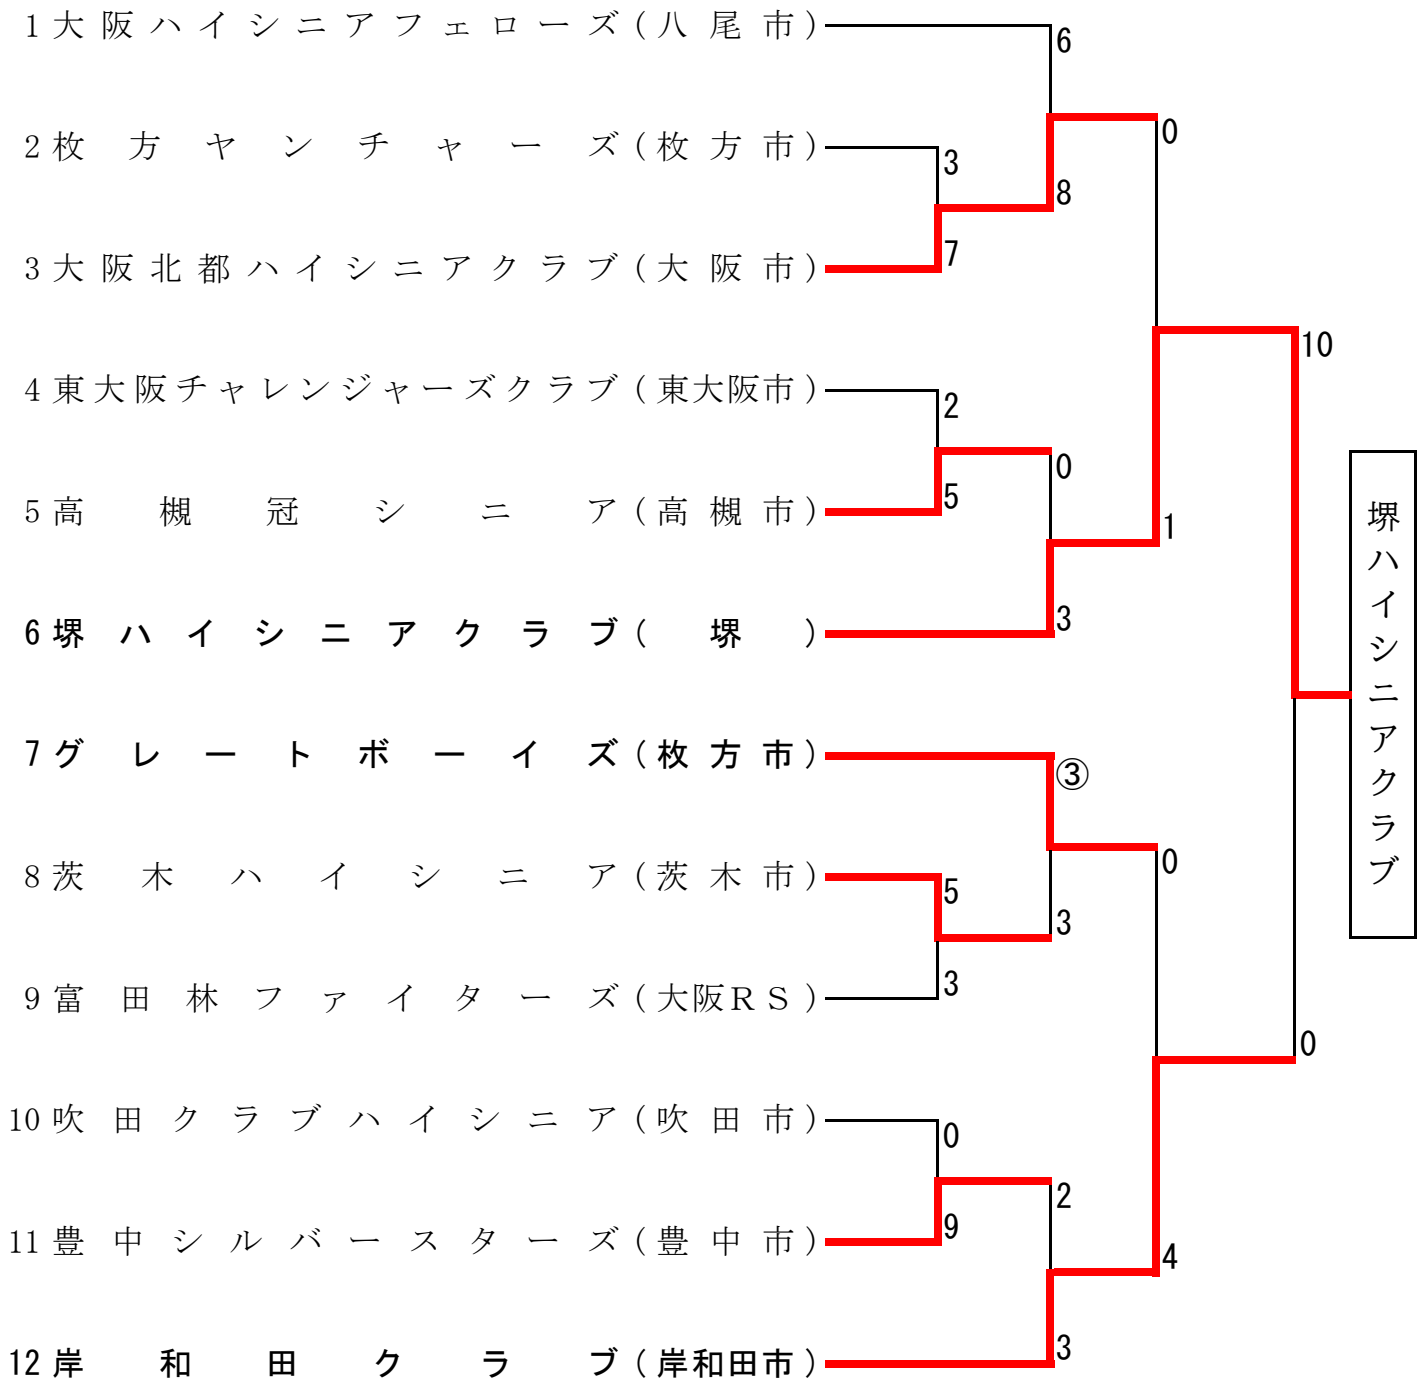 1 大阪ハイシニアフェローズ(八尾市)
6
2 枚方ヤンチャーズ(枚方市)
3
0
8
3 大阪北都ハイシニアクラブ(大阪市)
7
10
4 東大阪チャレンジャーズクラブ(東大阪市)
2
0
5 高槻冠シニア(高槻市)
5
1
6 堺ハイシニアクラブ(堺)
3
堺ハイシニアクラブ
7 グレートボーイズ(枚方市)
③
0
8 茨木ハイシニア(茨木市)
5
3
9 富田林ファイターズ(大阪RS)
3
0
10 吹田クラブハイシニア(吹田市)
0
2
11 豊中シルバースターズ(豊中市)
9
4
12 岸和田クラブ(岸和田市)
3